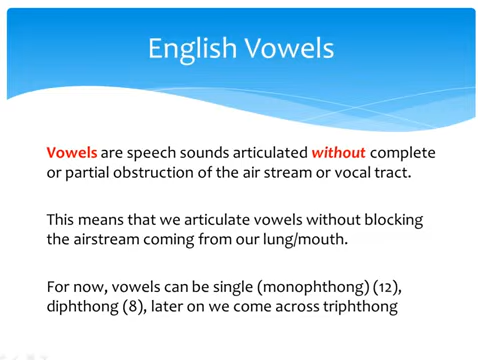 English Vowels
Vowels are speech sounds articulated without complete
or partial obstruction of the air stream or vocal tract.
This means that we articulate vowels without blocking
the airstream coming from our lung/mouth.
For now, vowels can be single (monophthong) (12),
diphthong (8), later on we come across triphthong